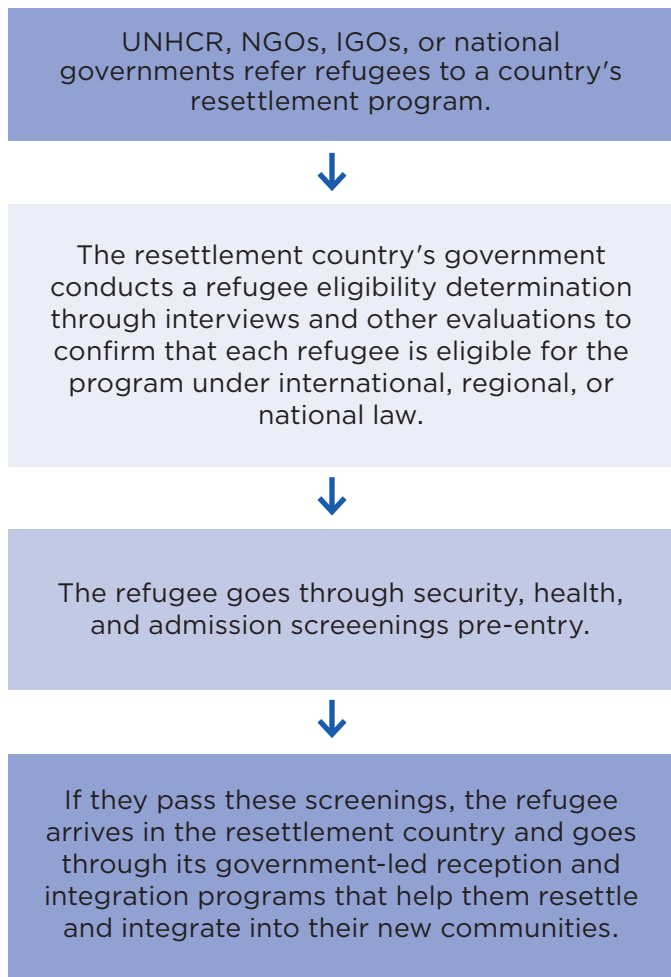 UNHCR, NGOs, IGOs, or national
governments refer refugees to a country's
resettlement program.
The resettlement country's government
conducts a refugee eligibility determination
through interviews and other evaluations to
confirm that each refugee is eligible for the
program under international, regional, or
national law.
The refugee goes through security, health,
and admission screeenings pre-entry.
If they pass these screenings, the refugee
arrives in the resettlement country and goes
through its government-led reception and
integration programs that help them resettle
and integrate into their new communities.